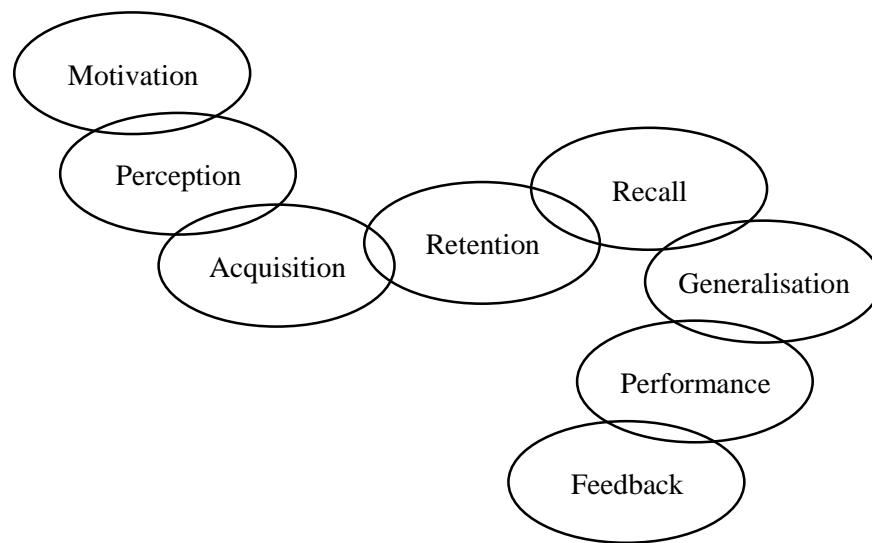 Motivation
Perception
Acquisition
Retention
Recall
Generalisation
Performance
Feedback